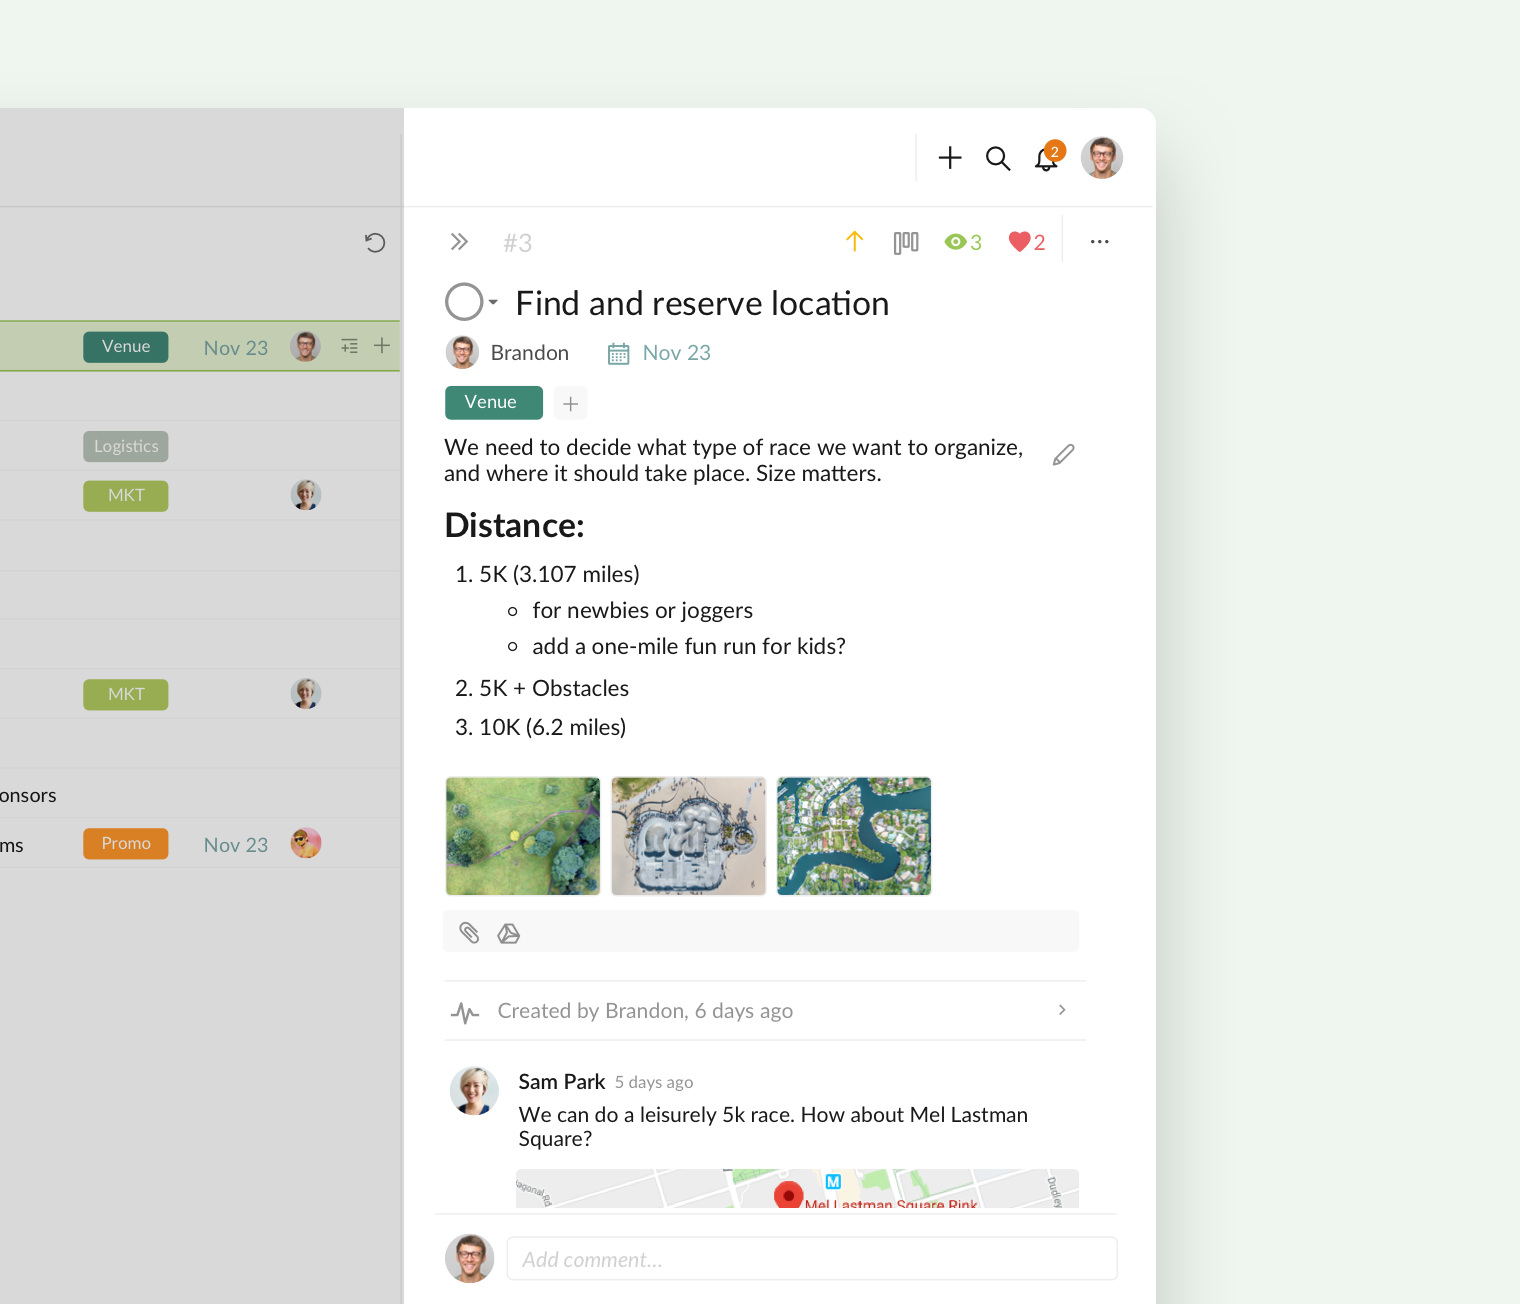 2
#3
3
2
Find and reserve location
Venue
Nov 23
Brandon
Nov 23
Venue
We need to decide what type of race we want to organize,
and where it should take place. Size matters.
Logistics
MKT
Distance:
1. 5K (3.107 miles)
for newbies or joggers
add a one-mile fun run for kids?
MKT
2. 5K + Obstacles
3. 10K (6.2 miles)
onsors
ms
Promo
Nov 23
Created by Brandon, 6 days ago
Sam Park 5 days ago
We can do a leisurely 5k race. How about Mel Lastman
Square?
M
agonal Rd
Dudley
Mel Lastman Square Rink
Add comment...